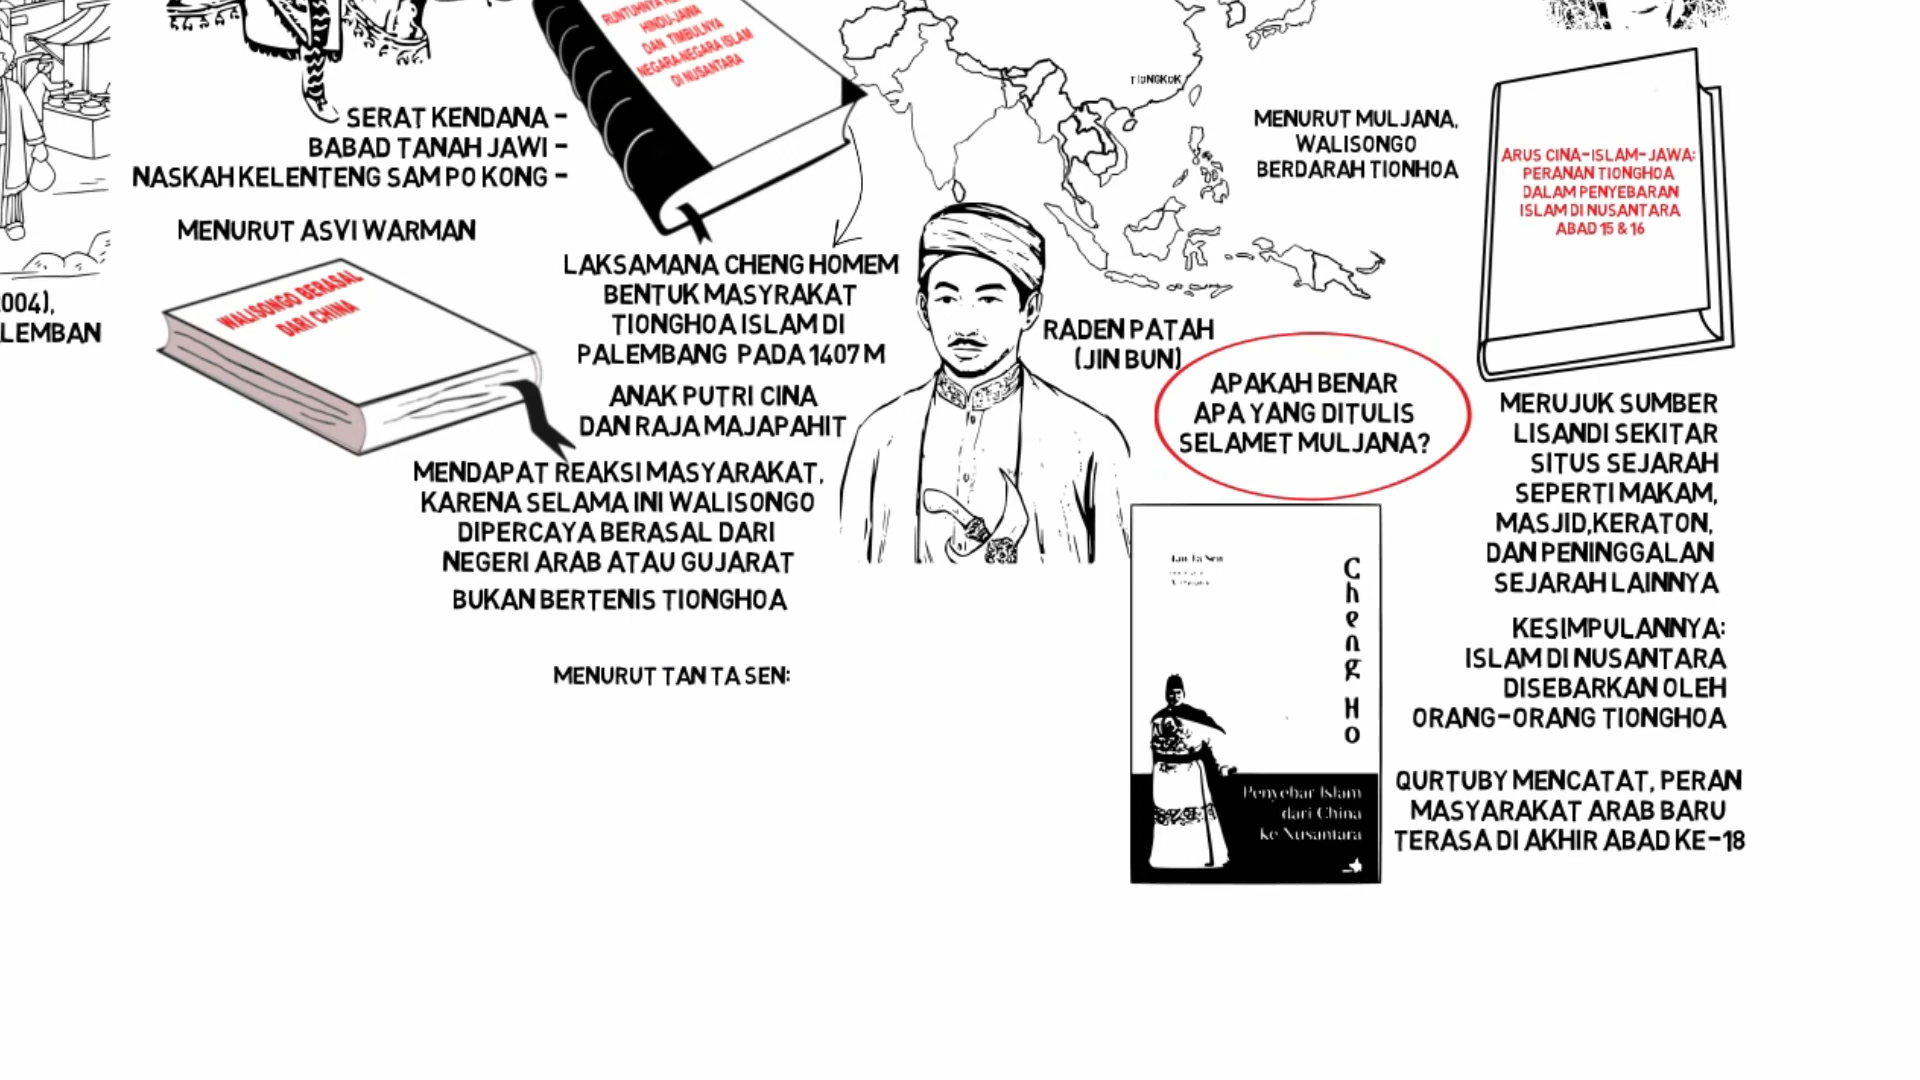 RUNTUHNYA
HINDU-JAWA
DAN TIMBULNYA
NEGARA-NEGARA ISLAM
DI NUSANTARA
TIONGKOK
SERAT KENDANA -
BABAD TANAH JAWI -
NASKAH KELENTENG SAM PO KONG -
MENURUT ASVI WARMAN
WALISONGO BERASAL
DARI CHINA
2004),
LEMBAN
LAKSAMANA CHENG HOMEM
BENTUK MASYRAKAT
TIONGHOA ISLAM DI
PALEMBANG PADA 1407 M
ANAK PUTRI CINA
DAN RAJA MAJAPAHIT
MENDAPAT REAKSI MASYARAKAT,
KARENA SELAMA INI WALISONGO
DIPERCAYA BERASAL DARI
NEGERI ARAB ATAU GUJARAT
BUKAN BERTENIS TIONGHOA
MENURUT TAN TA SEN:
RADEN PATAH
(JIN BUN)
MENURUT MULJANA,
WALISONGO
BERDARAH TIONHOA
APAKAH BENAR
APA YANG DITULIS
SELAMET MULJANA?
Tan Ta Sen
Cheng Ho
Penyebar Islam
dari China
ke Nusantara
ARUS CINA-ISLAM-JAWA:
PERANAN TIONGHOA
DALAM PENYEBARAN
ISLAM DI NUSANTARA
ABAD 15 & 16
MERUJUK SUMBER
LISANDI SEKITAR
SITUS SEJARAH
SEPERTI MAKAM,
MASJID,KERATON,
DAN PENINGGALAN
SEJARAH LAINNYA
KESIMPULANNYA:
ISLAM DI NUSANTARA
DISEBARKAN OLEH
ORANG-ORANG TIONGHOA
QURTUBY MENCATAT, PERAN
MASYARAKAT ARAB BARU
TERASA DI AKHIR ABAD KE-18